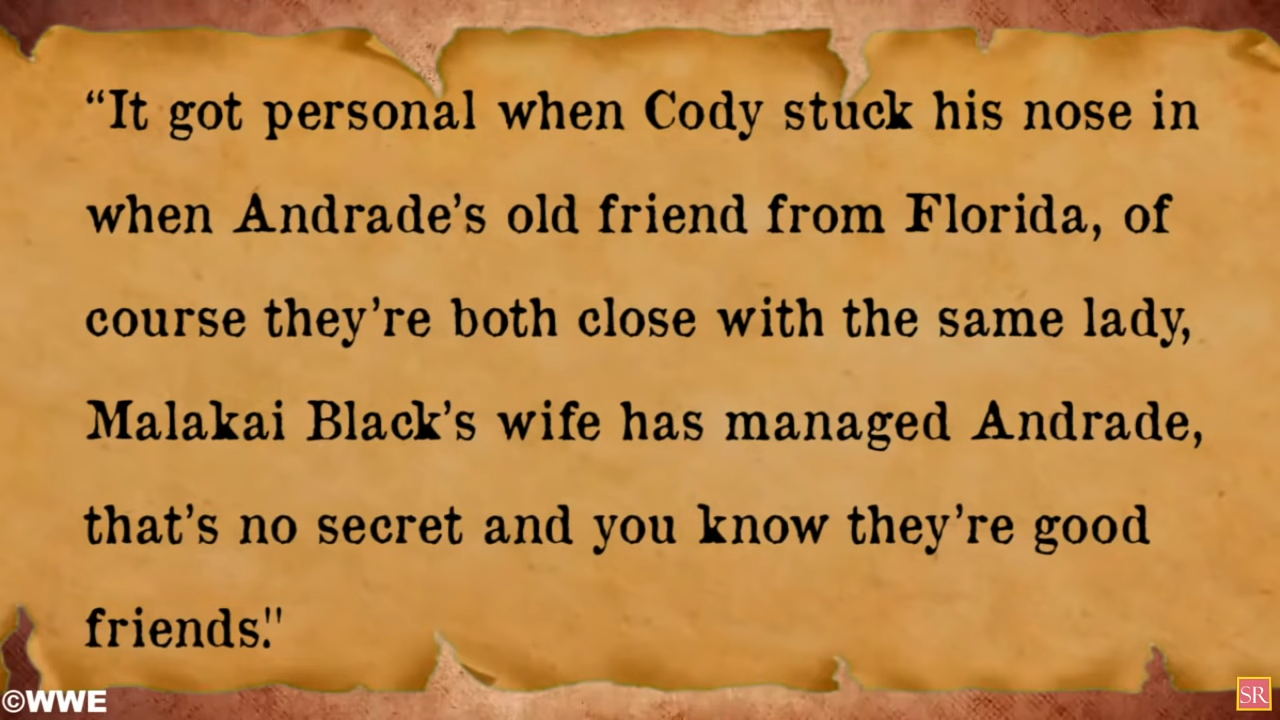 “It got personal when Cody stuck his nose in
when Andrade’s old friend from Florida, of
course they’re both close with the same lady,
Malakai Black’s wife has managed Andrade,
that’s no secret and you know they’re good
friends."
©WWE
SR